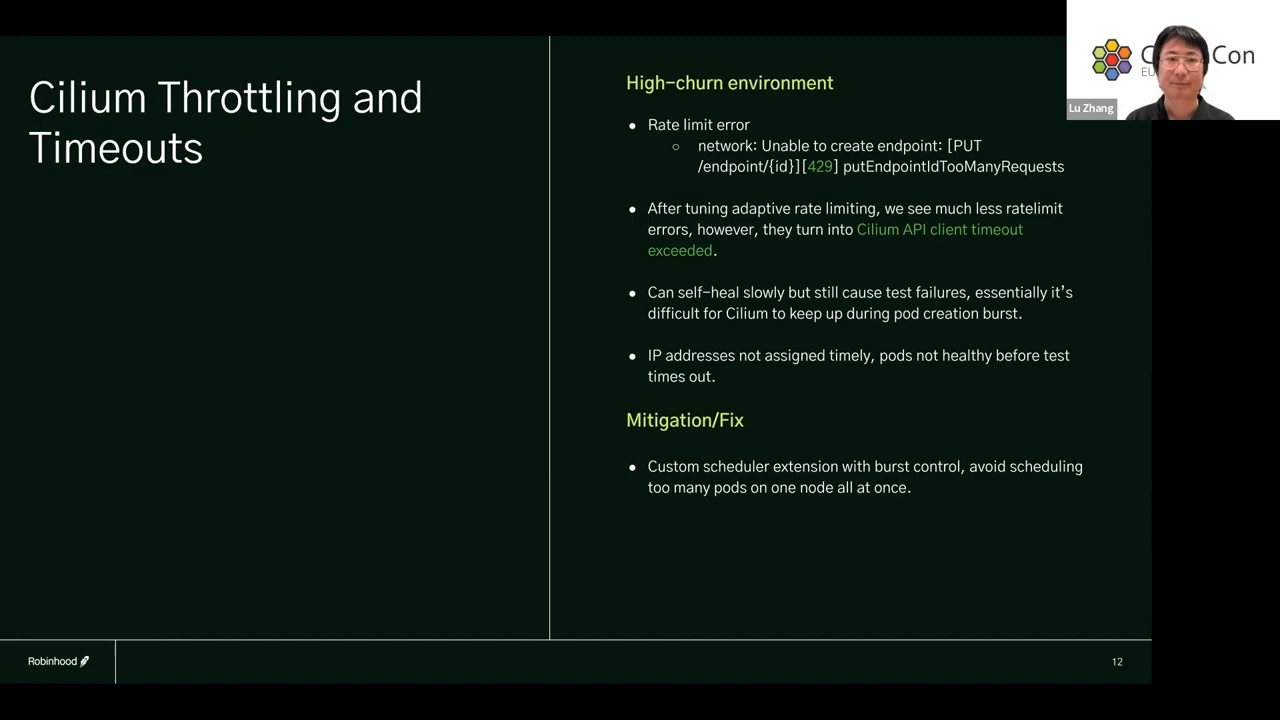 Cilium Throttling and
Timeouts
High-churn environment
● Rate limit error
○ network: Unable to create endpoint: [PUT
/endpoint/{id}][429] putEndpointIdTooManyRequests
● After tuning adaptive rate limiting, we see much less ratelimit
errors, however, they turn into Cilium API client timeout
exceeded.
● Can self-heal slowly but still cause test failures, essentially it's
difficult for Cilium to keep up during pod creation burst.
● IP addresses not assigned timely, pods not healthy before test
times out.
Mitigation/Fix
● Custom scheduler extension with burst control, avoid scheduling
too many pods on one node all at once.
Robinhood
12
Con
EU
Lu Zhang